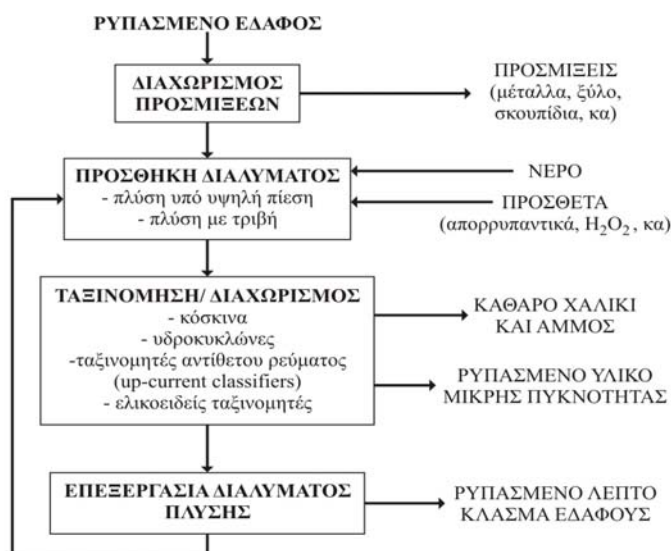 ΡΥΠΑΣΜΕΝΟ ΕΔΑΦΟΣ
ΔΙΑΧΩΡΙΣΜΟΣ
ΠΡΟΣΜΙΞΕΩΝ
ΠΡΟΣΜΙΞΕΙΣ
(μέταλλα, ξύλο,
σκουπίδια, κα)
ΠΡΟΣΘΗΚΗ ΔΙΑΛΥΜΑΤΟΣ
- πλύση υπό υψηλή πίεση
- πλύση με τριβή
ΝΕΡΟ
ΠΡΟΣΘΕΤΑ
(απορρυπαντικά, H₂O₂ , κα)
ΤΑΞΙΝΟΜΗΣΗ/ ΔΙΑΧΩΡΙΣΜΟΣ
- κόσκινα
- υδροκυκλώνες
-ταξινομητές αντίθετου ρεύματος
(up-current classifiers)
- ελικοειδείς ταξινομητές
ΚΑΘΑΡΟ ΧΑΛΙΚΙ
ΚΑΙ ΑΜΜΟΣ
ΡΥΠΑΣΜΕΝΟ ΥΛΙΚΟ
ΜΙΚΡΗΣ ΠΥΚΝΟΤΗΤΑΣ
ΕΠΕΞΕΡΓΑΣΙΑ ΔΙΑΛΥΜΑΤΟΣ
ΠΛΥΣΗΣ
ΡΥΠΑΣΜΕΝΟ ΛΕΠΤΟ
ΚΛΑΣΜΑ ΕΔΑΦΟΥΣ